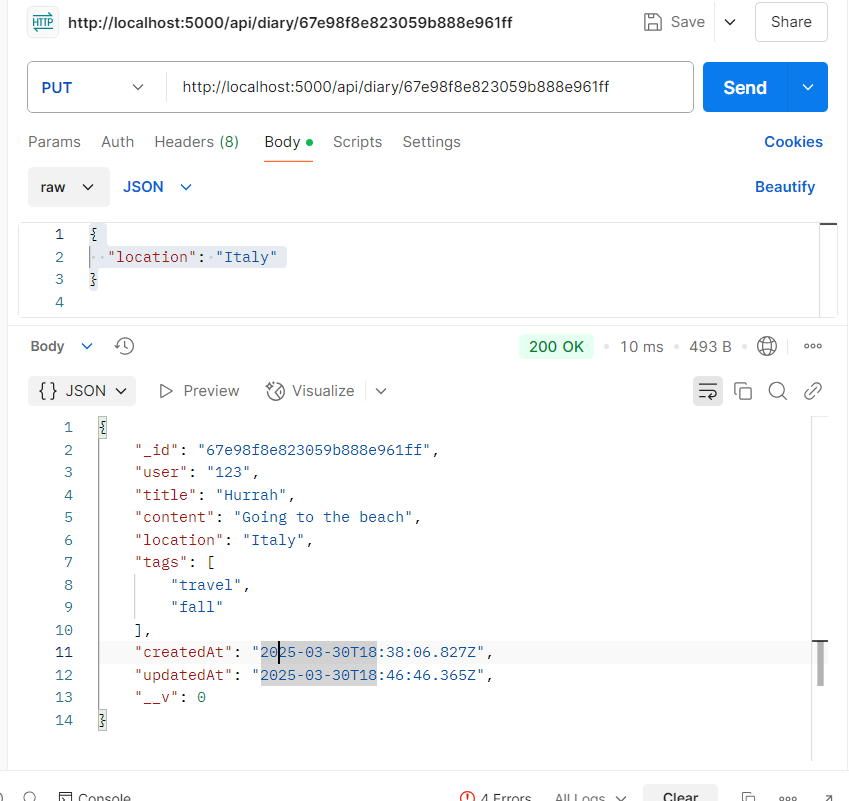 HTTP http://localhost:5000/api/diary/67e98f8e823059b888e961ff Save Share
PUT http://localhost:5000/api/diary/67e98f8e823059b888e961ff Send
Params Auth Headers (8) Body Scripts Settings Cookies
raw JSON Beautify
1 {
2 "location": "Italy"
3 }
4
Body 200 OK 10 ms 493 B
{} JSON Preview Visualize
1 {
2 "_id": "67e98f8e823059b888e961ff",
3 "user": "123",
4 "title": "Hurrah",
5 "content": "Going to the beach",
6 "location": "Italy",
7 "tags": [
8 "travel",
9 "fall"
10 ],
11 "createdAt": "2025-03-30T18:38:06.827Z",
12 "updatedAt": "2025-03-30T18:46:46.365Z",
13 "__v": 0
14 }
Console 4 Errors All Logs Clear